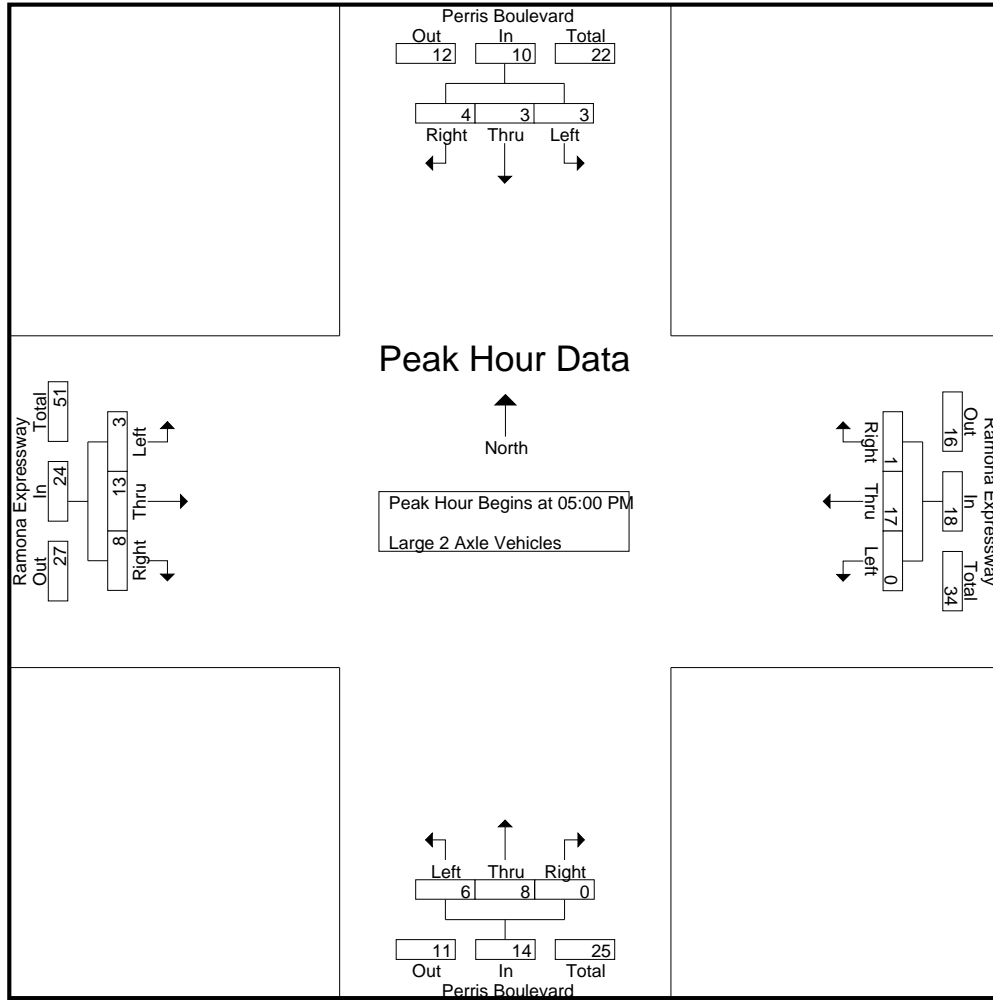 Perris Boulevard
Out In Total
12 10 22
4 3 3
Right Thru Left
Peak Hour Data
North
Peak Hour Begins at 05:00 PM
Large 2 Axle Vehicles
Ramona Expressway
Total In Out
51 24 27
3 13 8
Left Thru Right
Ramona Expressway
Out In Total
16 18 34
1 17 0
Right Thru Left
Left Thru Right
6 8 0
11 14 25
Out In Total
Perris Boulevard